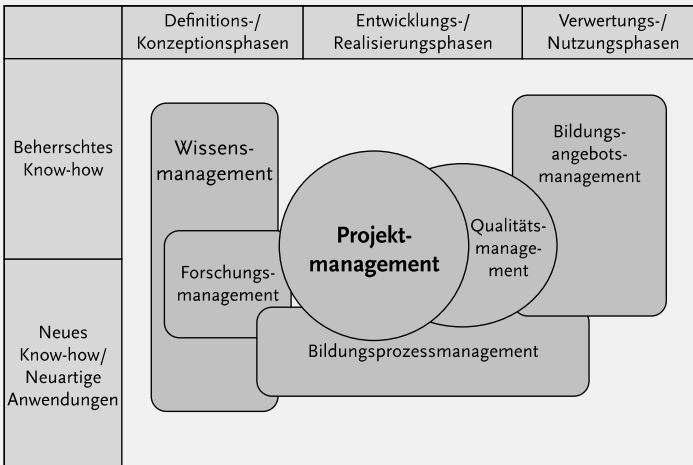 Definitions-/
Konzeptionsphasen
Entwicklungs-/
Realisierungsphasen
Verwertungs-/
Nutzungsphasen
Beherrschtes
Know-how
Wissens-
management
Bildungs-
angebots-
management
Projekt-
management
Qualitäts-
manage-
ment
Forschungs-
management
Neues
Know-how/
Neuartige
Anwendungen
Bildungsprozessmanagement